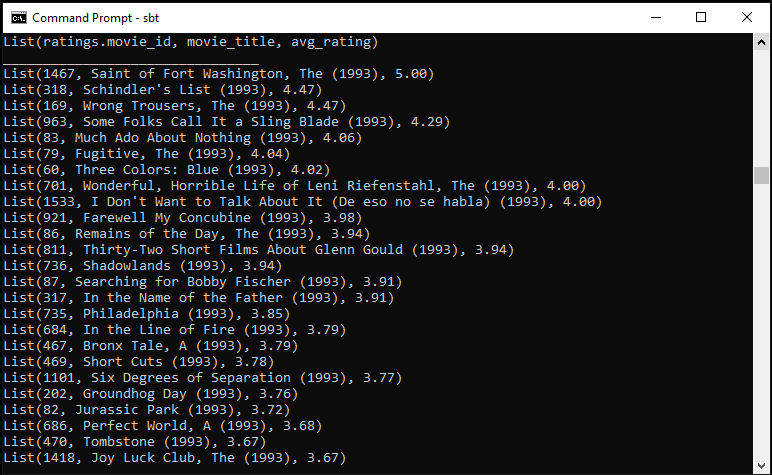 Command Prompt - sbt
List(ratings.movie_id, movie_title, avg_rating)
________________________________
List(1467, Saint of Fort Washington, The (1993), 5.00)
List(318, Schindler's List (1993), 4.47)
List(169, Wrong Trousers, The (1993), 4.47)
List(963, Some Folks Call It a Sling Blade (1993), 4.29)
List(83, Much Ado About Nothing (1993), 4.06)
List(79, Fugitive, The (1993), 4.04)
List(60, Three Colors: Blue (1993), 4.02)
List(701, Wonderful, Horrible Life of Leni Riefenstahl, The (1993), 4.00)
List(1533, I Don't Want to Talk About It (De eso no se habla) (1993), 4.00)
List(921, Farewell My Concubine (1993), 3.98)
List(86, Remains of the Day, The (1993), 3.94)
List(811, Thirty-Two Short Films About Glenn Gould (1993), 3.94)
List(736, Shadowlands (1993), 3.94)
List(87, Searching for Bobby Fischer (1993), 3.91)
List(317, In the Name of the Father (1993), 3.91)
List(735, Philadelphia (1993), 3.85)
List(684, In the Line of Fire (1993), 3.79)
List(467, Bronx Tale, A (1993), 3.79)
List(469, Short Cuts (1993), 3.78)
List(1101, Six Degrees of Separation (1993), 3.77)
List(202, Groundhog Day (1993), 3.76)
List(82, Jurassic Park (1993), 3.72)
List(686, Perfect World, A (1993), 3.68)
List(470, Tombstone (1993), 3.67)
List(1418, Joy Luck Club, The (1993), 3.67)